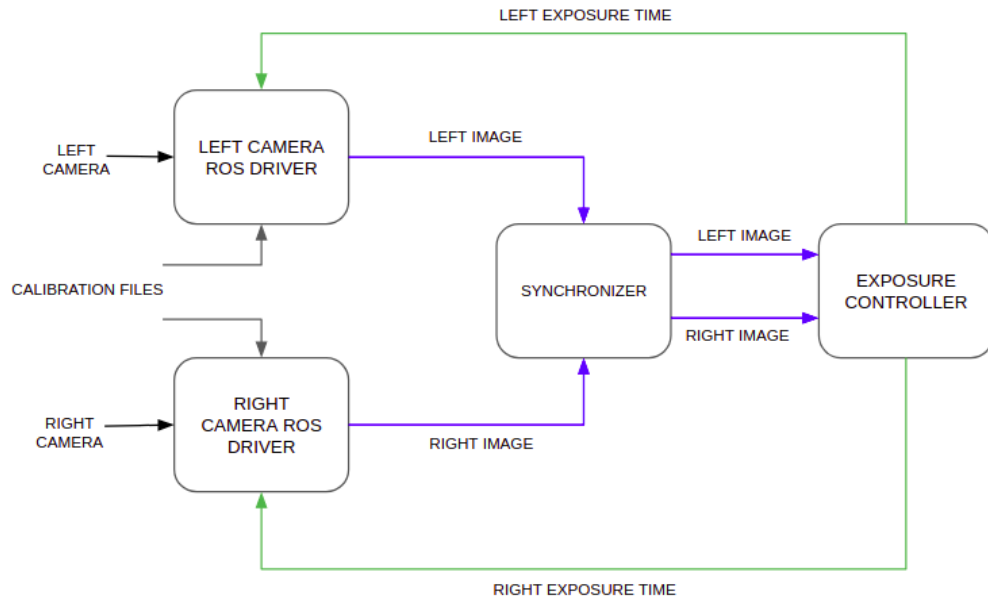 LEFT EXPOSURE TIME
LEFT
CAMERA
LEFT CAMERA
ROS DRIVER
LEFT IMAGE
CALIBRATION FILES
SYNCHRONIZER
LEFT IMAGE
RIGHT IMAGE
EXPOSURE
CONTROLLER
RIGHT
CAMERA
RIGHT
CAMERA ROS
DRIVER
RIGHT IMAGE
RIGHT EXPOSURE TIME